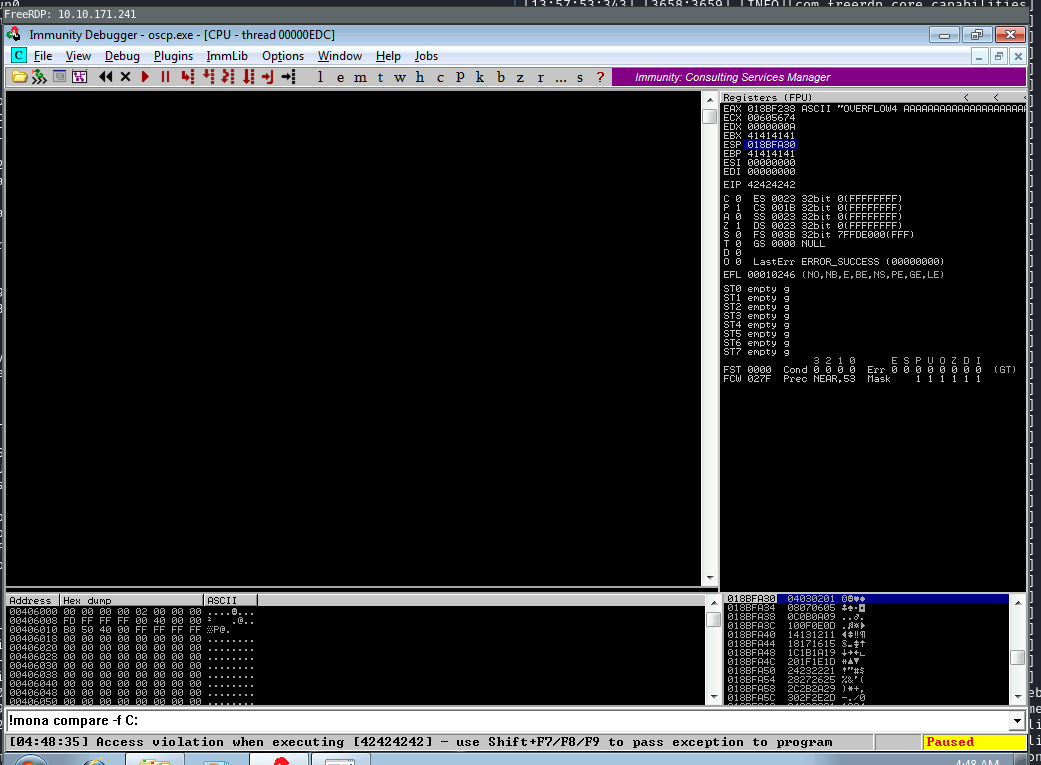 [13:57:53:343] [3658:3659] [INFO][com.freerdp.core.capabilities]
FreeRDP: 10.10.171.241
Immunity Debugger - oscp.exe - [CPU - thread 00000EDC]
C File View Debug Plugins ImmLib Options Window Help Jobs
l e m t w h c P k b z r ... s ? Immunity: Consulting Services Manager
Registers (FPU) < < <
EAX 018BF238 ASCII "OVERFLOW4 AAAAAAAAAAAAAAAAAAAAA
ECX 00605674
EDX 0000000A
EBX 41414141
ESP 018BFA30
EBP 41414141
ESI 00000000
EDI 00000000
EIP 42424242
C 0 ES 0023 32bit 0(FFFFFFFF)
P 1 CS 001B 32bit 0(FFFFFFFF)
A 0 SS 0023 32bit 0(FFFFFFFF)
Z 1 DS 0023 32bit 0(FFFFFFFF)
S 0 FS 003B 32bit 7FFDE000(FFF)
T 0 GS 0000 NULL
D 0
O 0 LastErr ERROR_SUCCESS (00000000)
EFL 00010246 (NO,NB,E,BE,NS,PE,GE,LE)
ST0 empty g
ST1 empty g
ST2 empty g
ST3 empty g
ST4 empty g
ST5 empty g
ST6 empty g
ST7 empty g
3 2 1 0 E S P U O Z D I
FST 0000 Cond 0 0 0 0 Err 0 0 0 0 0 0 0 0 (GT)
FCW 027F Prec NEAR,53 Mask 1 1 1 1 1 1
Address Hex dump ASCII
00406000 00 00 00 00 02 00 00 00
00406008 FD FF FF FF 00 40 00 00
00406010 B0 50 40 00 FF FF FF FF
00406018 00 00 00 00 00 00 00 00 ........
00406020 00 00 00 00 00 00 00 00 ........
00406028 00 00 00 00 00 00 00 00 ........
00406030 00 00 00 00 00 00 00 00 ........
00406038 00 00 00 00 00 00 00 00 ........
00406040 00 00 00 00 00 00 00 00 ........
00406048 00 00 00 00 00 00 00 00 ........
00406050 00 00 00 00 00 00 00 00 ........
018BFA30 04030201
018BFA34 08070605
018BFA38 0C0B0A09
018BFA3C 100F0E0D
018BFA40 14131211
018BFA44 18171615
018BFA48 1C1B1A19
018BFA4C 201F1E1D
018BFA50 24232221 !"#$
018BFA54 28272625 %&'(
018BFA58 2C2B2A29 )*+,
018BFA5C 302F2E2D -./0
!mona compare -f C:
[04:48:35] Access violation when executing [42424242] - use Shift+F7/F8/F9 to pass exception to program
Paused
4:48 AM